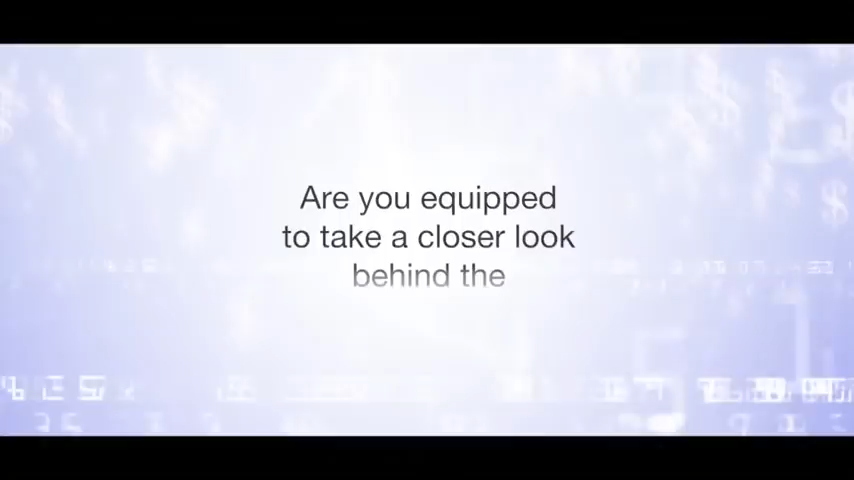 Are you equipped
to take a closer look
behind the